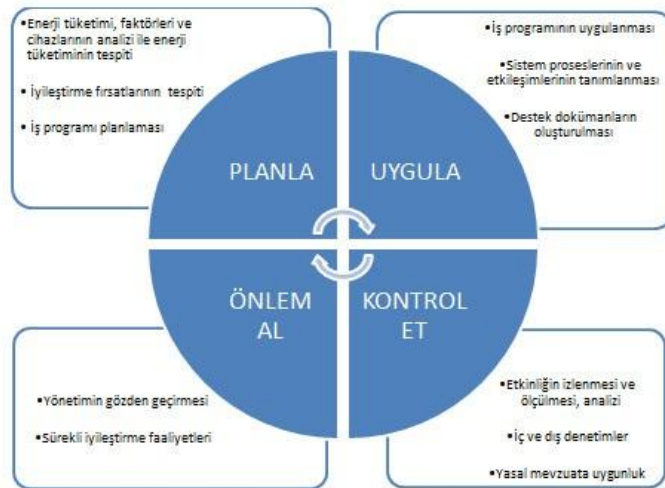 ▪Enerji tüketimi, faktörleri ve
cihazlarının analizi ile enerji
tüketiminin tespiti
▪ İyileştirme fırsatlarının tespiti
▪ İş programı planlaması
▪İş programının uygulanması
▪Sistem proseslerinin ve
etkileşimlerinin tanımlanması
▪Destek dokümanların
oluşturulması
PLANLA
UYGULA
ÖNLEM
AL
KONTROL
ET
▪Yönetimin gözden geçirmesi
▪Sürekli iyileştirme faaliyetleri
▪Etkinliğin izlenmesi ve
ölçülmesi, analizi
▪İç ve dış denetimler
▪Yasal mevzuata uygunluk